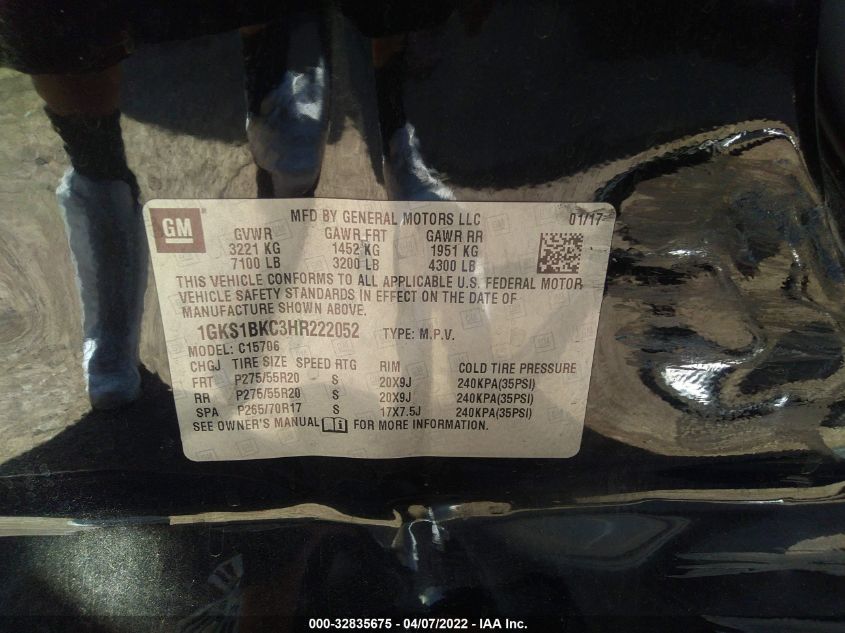 GM
MFD BY GENERAL MOTORS LLC 01/17
GVWR GAWR FRT GAWR RR
3221 KG 1452 KG 1951 KG
7100 LB 3200 LB 4300 LB
THIS VEHICLE CONFORMS TO ALL APPLICABLE U.S. FEDERAL MOTOR
VEHICLE SAFETY STANDARDS IN EFFECT ON THE DATE OF
MANUFACTURE SHOWN ABOVE.
1GKS1BKC3HR222052 TYPE: M.P.V.
MODEL: C15706
CHGJ TIRE SIZE SPEED RTG RIM COLD TIRE PRESSURE
FRT P275/55R20 S 20X9J 240KPA(35PSI)
RR P275/55R20 S 20X9J 240KPA(35PSI)
SPA P265/70R17 S 17X7.5J 240KPA(35PSI)
SEE OWNER'S MANUAL i FOR MORE INFORMATION.
000-32835675 - 04/07/2022 - IAA Inc.